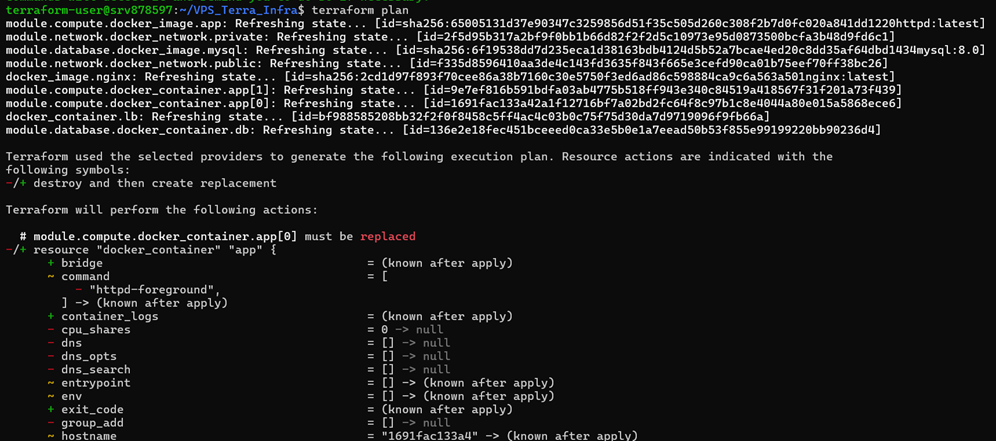 terraform-user@srv878597:~/VPS_Terra_Infra$ terraform plan
module.compute.docker_image.app: Refreshing state... [id=sha256:65005131d37e90347c3259856d51f35c505d260c308f2b7d0fc020a841dd1220httpd:latest]
module.network.docker_network.private: Refreshing state... [id=2f5d95b317a2bf9f0bb1b66d82f2f2d5c10973e95d0873500bcfa3b48d9fd6c1]
module.database.docker_image.mysql: Refreshing state... [id=sha256:6f19538dd7d235eca1d38163bdb4124d5b52a7bcae4ed20c8dd35af64dbd1434mysql:8.0]
module.network.docker_network.public: Refreshing state... [id=f335d8596410aa3de4c143fd3635f843f665e3cefd90ca01b75eef70ff38bc26]
docker_image.nginx: Refreshing state... [id=sha256:2cd1d97f893f70cee86a38b7160c30e5750f3ed6ad86c598884ca9c6a563a501nginx:latest]
module.compute.docker_container.app[1]: Refreshing state... [id=9e7ef816b591bdfa03ab4775b518ff943e340c84519a418567f31f201a73f439]
module.compute.docker_container.app[0]: Refreshing state... [id=1691fac133a42a1f12716bf7a02bd2fc64f8c97b1c8e4044a80e015a5868ece6]
docker_container.lb: Refreshing state... [id=bf988585208bb32f2f0f8458c5ff4ac4c03b0c75f75d30da7d9719096f9fb66a]
module.database.docker_container.db: Refreshing state... [id=136e2e18fec451bceeed0ca33e5b0e1a7eead50b53f855e99199220bb90236d4]
Terraform used the selected providers to generate the following execution plan. Resource actions are indicated with the
following symbols:
-/+ destroy and then create replacement
Terraform will perform the following actions:
# module.compute.docker_container.app[0] must be replaced
-/+ resource "docker_container" "app" {
+ bridge = (known after apply)
~ command = [
- "httpd-foreground",
] -> (known after apply)
+ container_logs = (known after apply)
- cpu_shares = 0 -> null
- dns = [] -> null
- dns_opts = [] -> null
- dns_search = [] -> null
~ entrypoint = [] -> (known after apply)
~ env = [] -> (known after apply)
+ exit_code = (known after apply)
- group_add = [] -> null
~ hostname = "1691fac133a4" -> (known after apply)